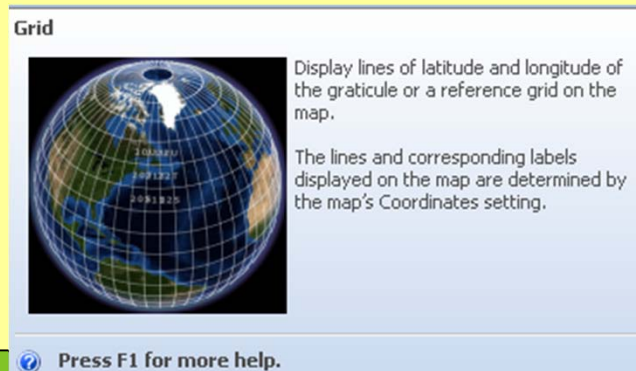 Grid
Display lines of latitude and longitude of
the graticule or a reference grid on the
map.
The lines and corresponding labels
displayed on the map are determined by
the map's Coordinates setting.
Press F1 for more help.